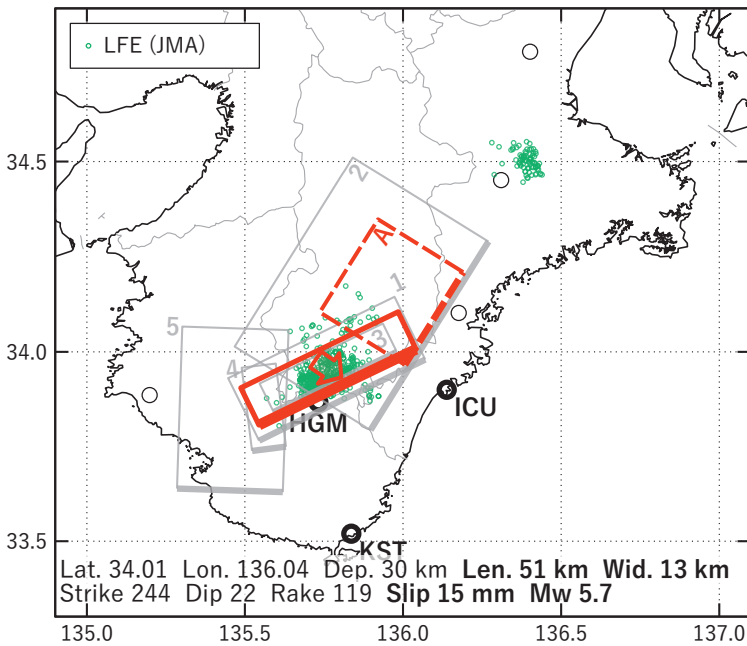 LFE (JMA)
34.5
34.0
33.5
2
A
1
3
5
4
ICU
HGM
KST
Lat. 34.01 Lon. 136.04 Dep. 30 km Len. 51 km Wid. 13 km
Strike 244 Dip 22 Rake 119 Slip 15 mm Mw 5.7
135.0 135.5 136.0 136.5 137.0